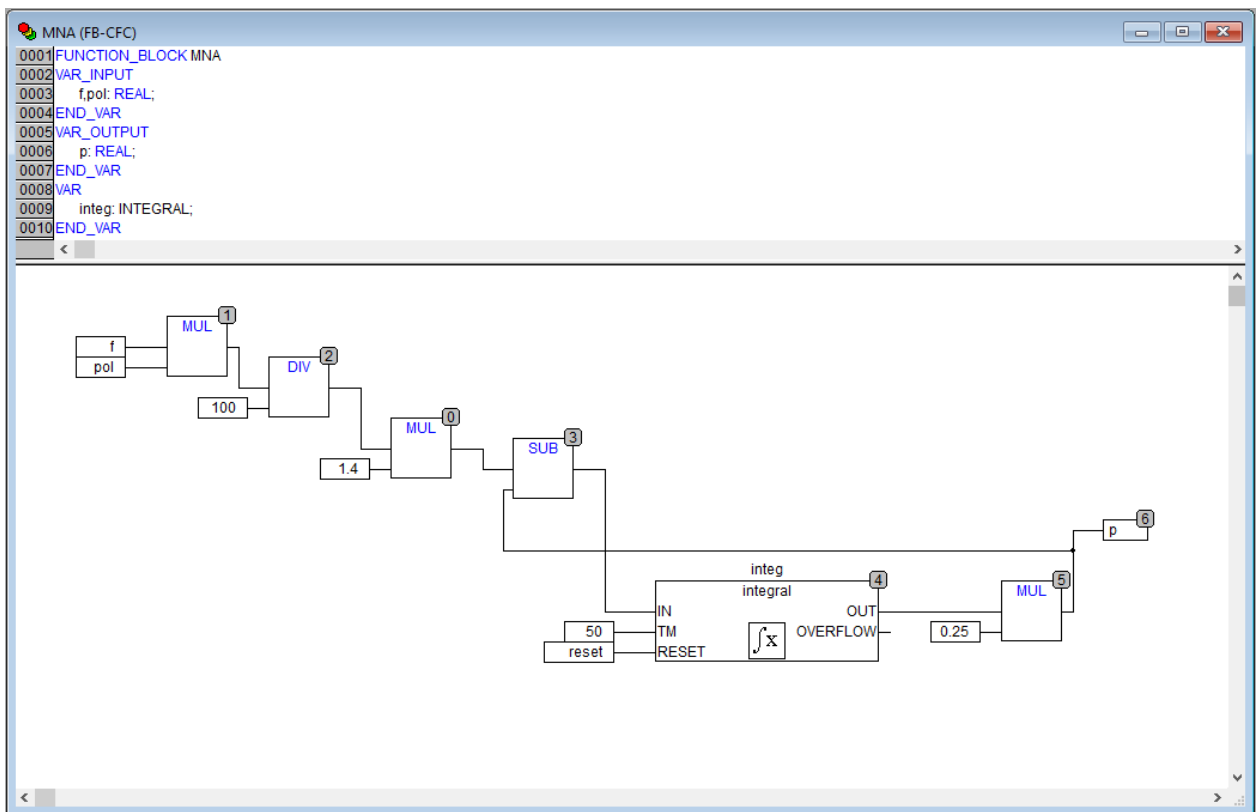 MNA (FB-CFC)
0001 FUNCTION_BLOCK MNA
0002 VAR_INPUT
0003 f,pol: REAL;
0004 END_VAR
0005 VAR_OUTPUT
0006 p: REAL;
0007 END_VAR
0008 VAR
0009 integ: INTEGRAL;
0010 END_VAR
MUL 1
f
pol
DIV 2
100
MUL 0
1.4
SUB 3
p 6
integ
integral 4
IN OUT
50 TM OVERFLOW
reset RESET
∫x
MUL 5
0.25